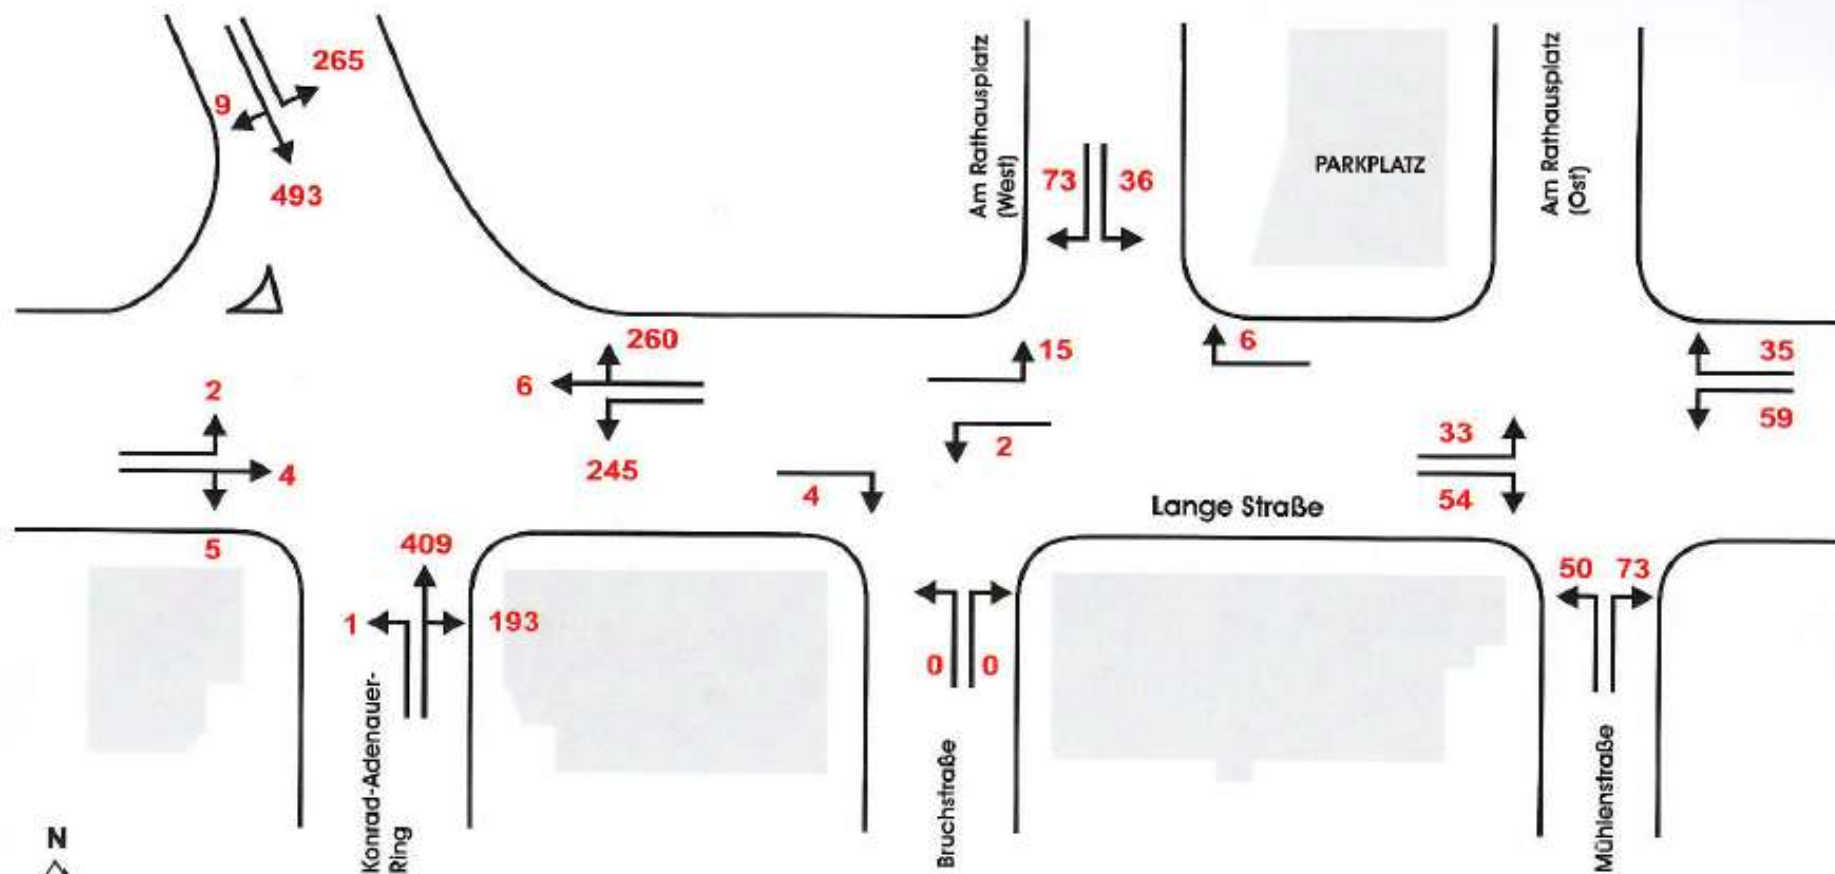 265
9
493
Am Rathausplatz
(West)
73
36
PARKPLATZ
Am Rathausplatz
(Ost)
260
6
15
6
35
2
59
4
245
2
4
33
54
Lange Straße
5
409
1
193
0
0
50
73
Konrad-Adenauer-
Ring
Bruchstraße
Mühlenstraße
N